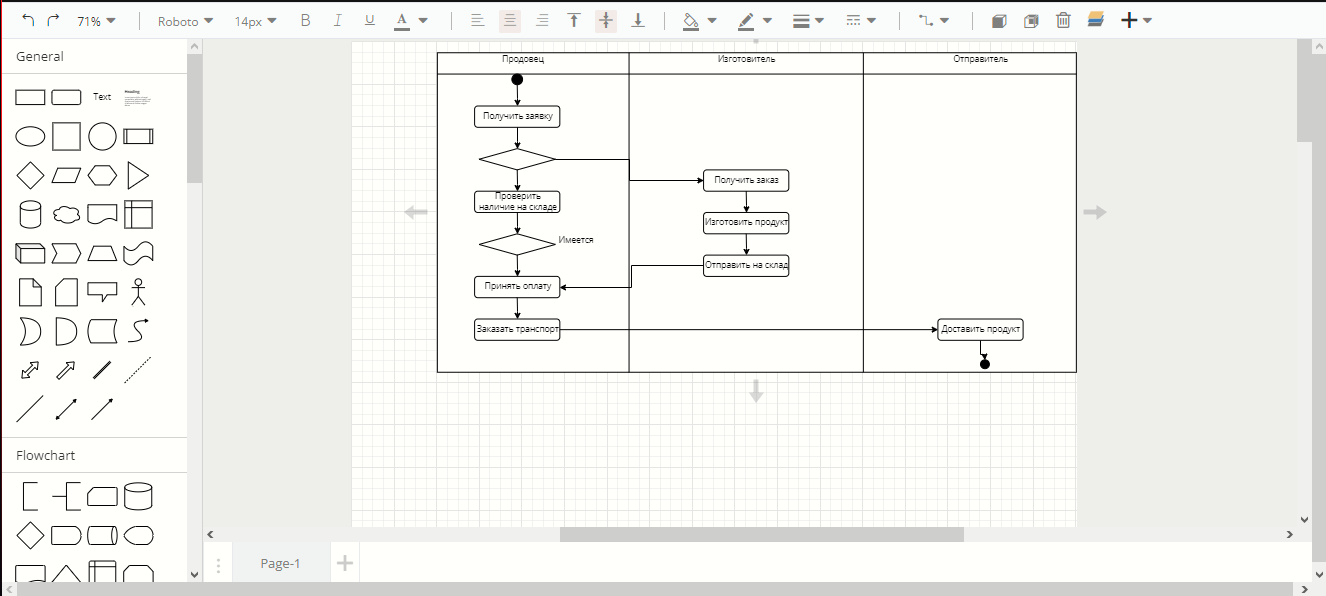 71% Roboto 14px B I U A
General
Text
Heading
Flowchart
Продовец Изготовитель Отправитель
Получить заявку
Получить заказ
Проверить
наличие на складе
Изготовить продукт
Имеется
Отправить на склад
Принять оплату
Заказать транспорт
Доставить продукт
Page-1